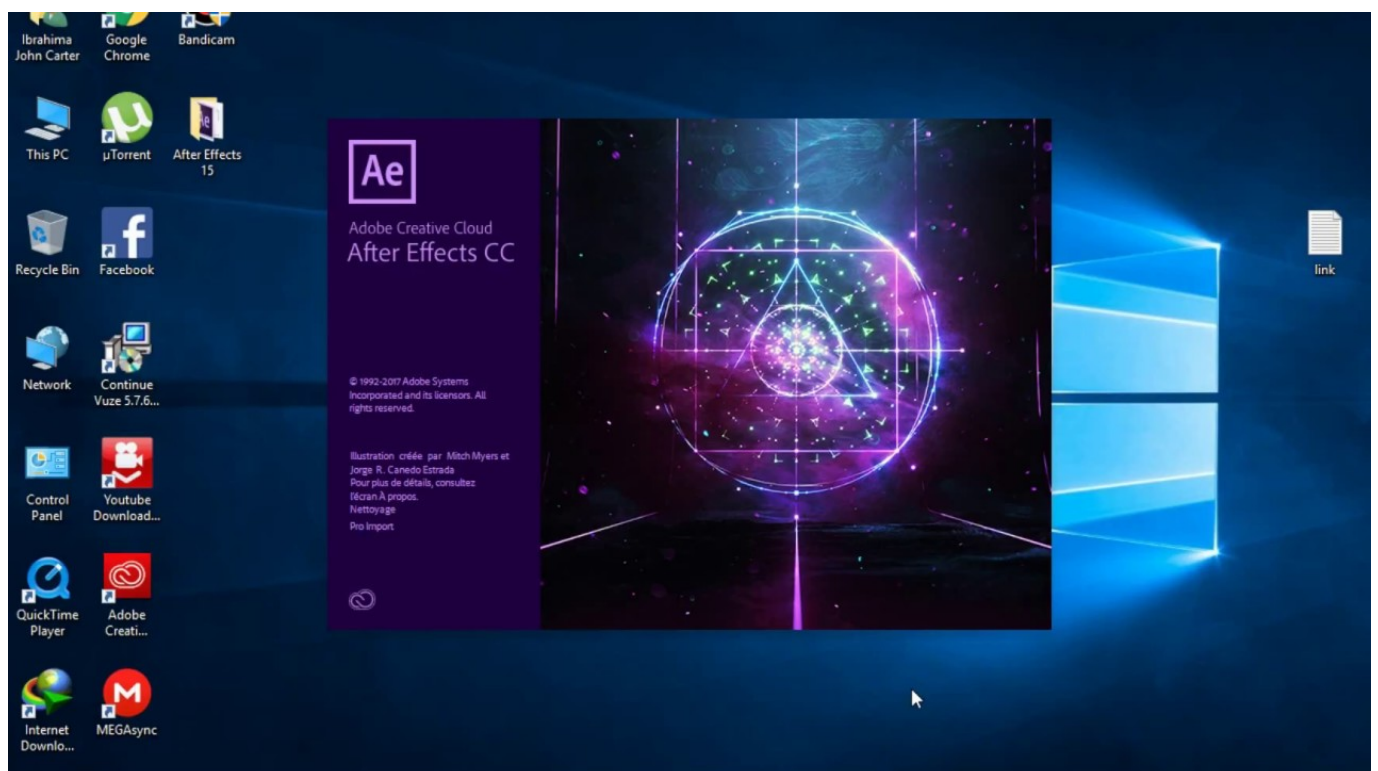 Ibrahima
John Carter
Google
Chrome
Bandicam
This PC
µTorrent
After Effects
15
Recycle Bin
Facebook
Network
Continue
Vuze 5.7.6...
Control
Panel
Youtube
Download...
QuickTime
Player
Adobe
Creati...
Internet
Downlo...
MEGAsync
Ae
Adobe Creative Cloud
After Effects CC
© 1992-2017 Adobe Systems
Incorporated and its licensors. All
rights reserved.
Illustration créée par Mitch Myers et
Jorge R. Canedo Estrada
Pour plus de détails, consultez
l'écran À propos.
Nettoyage
Pro Import
link